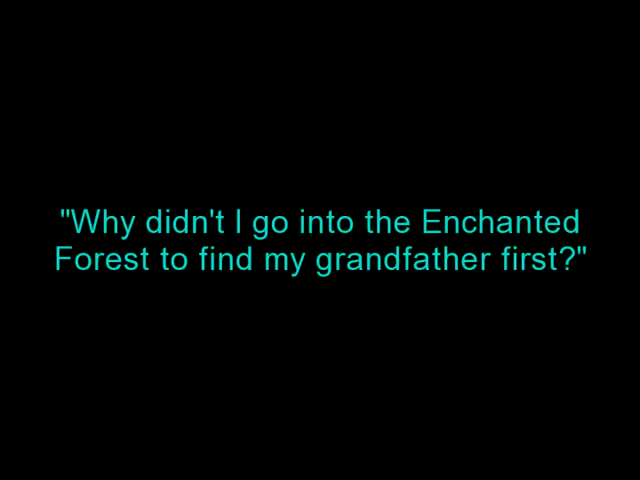 "Why didn't I go into the Enchanted
Forest to find my grandfather first?"